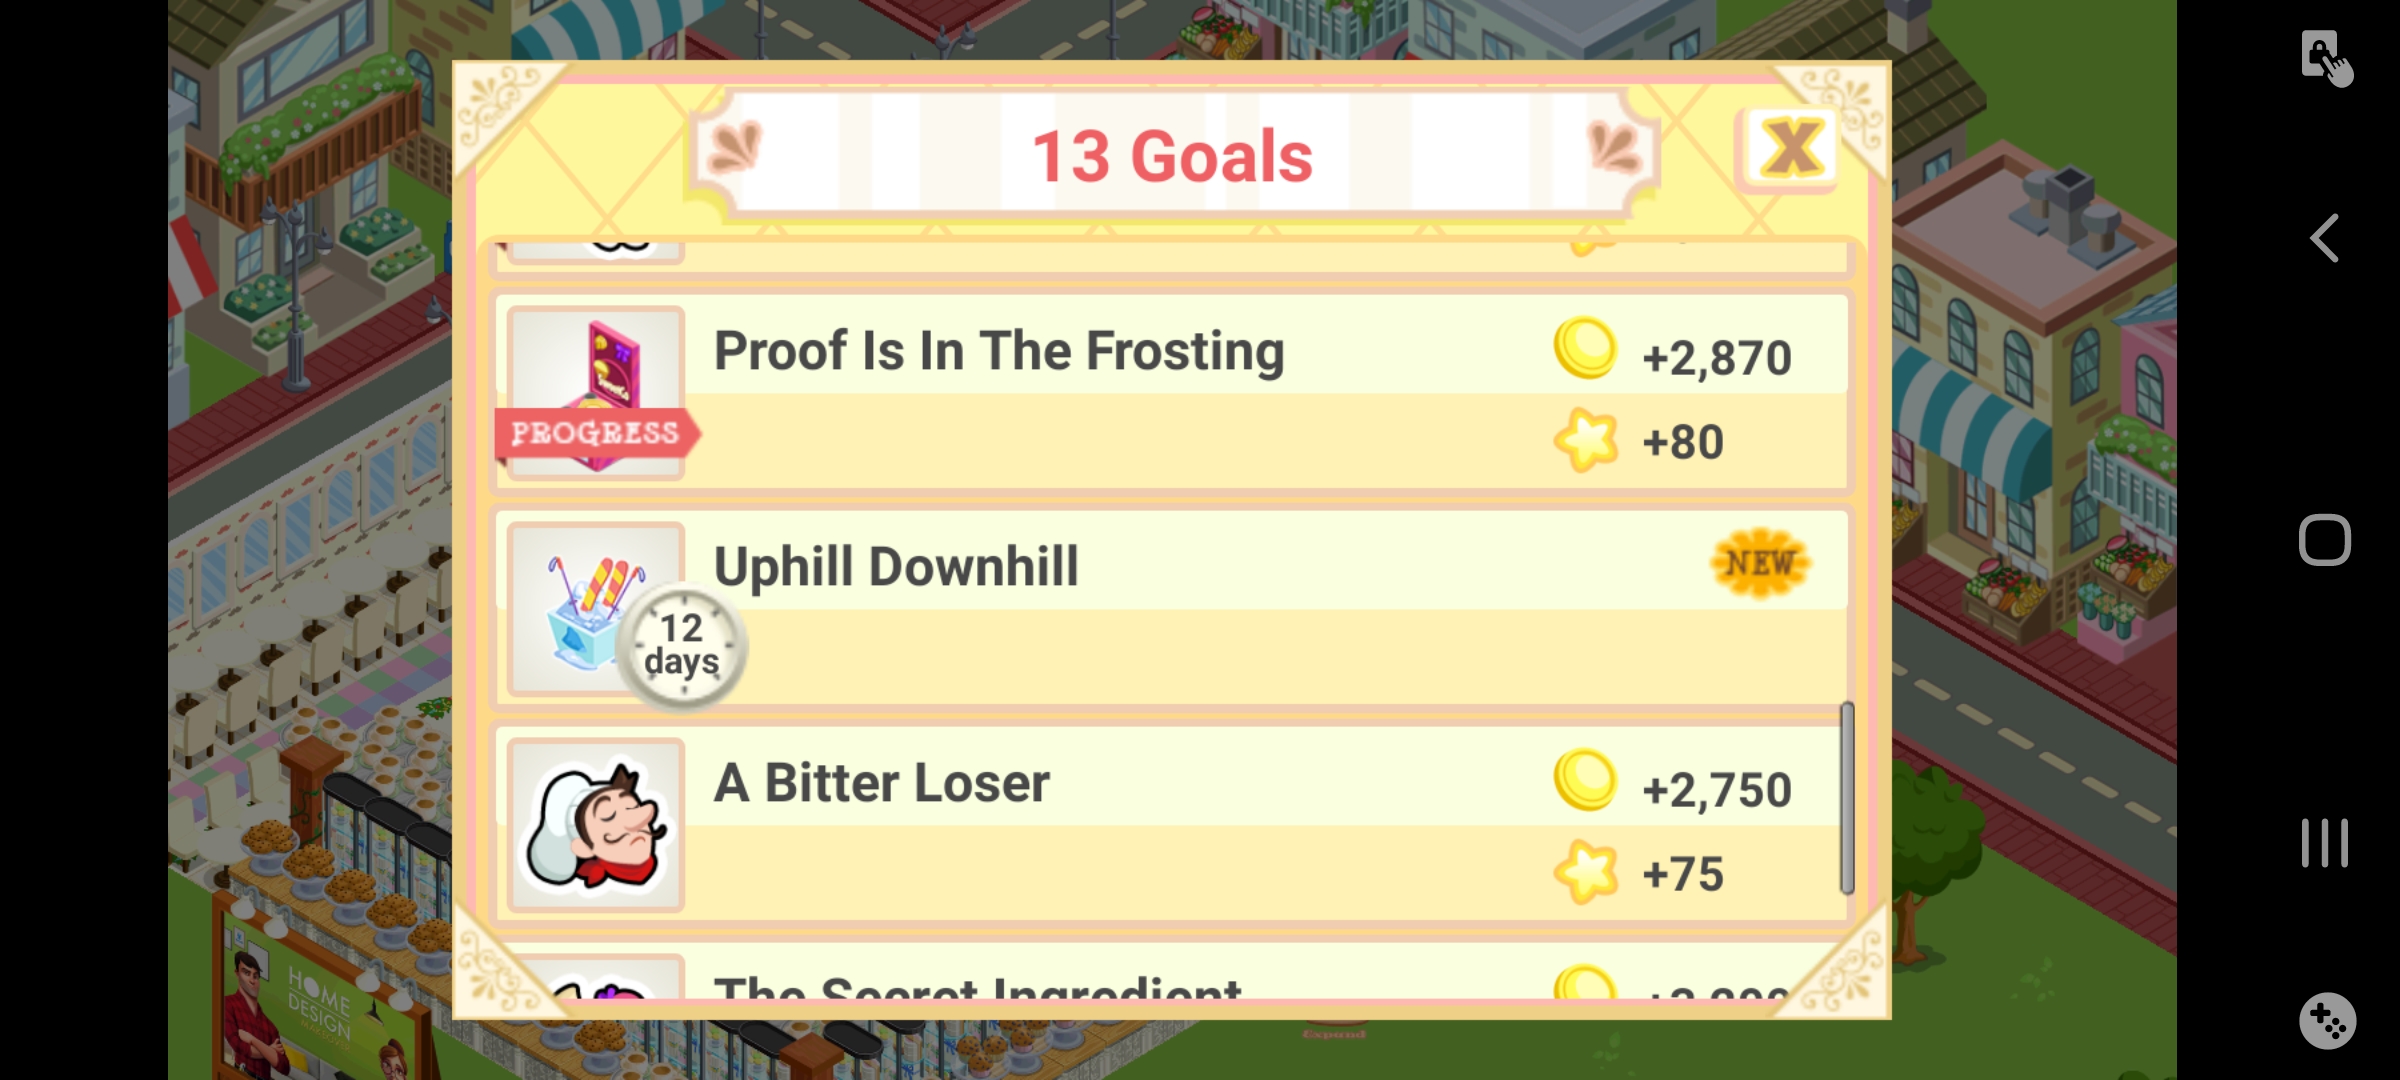 13 Goals
X
Proof Is In The Frosting
+2,870
PROGRESS
+80
Uphill Downhill
NEW
12
days
A Bitter Loser
+2,750
+75
The Secret Ingredient
HOME
DESIGN
Expand